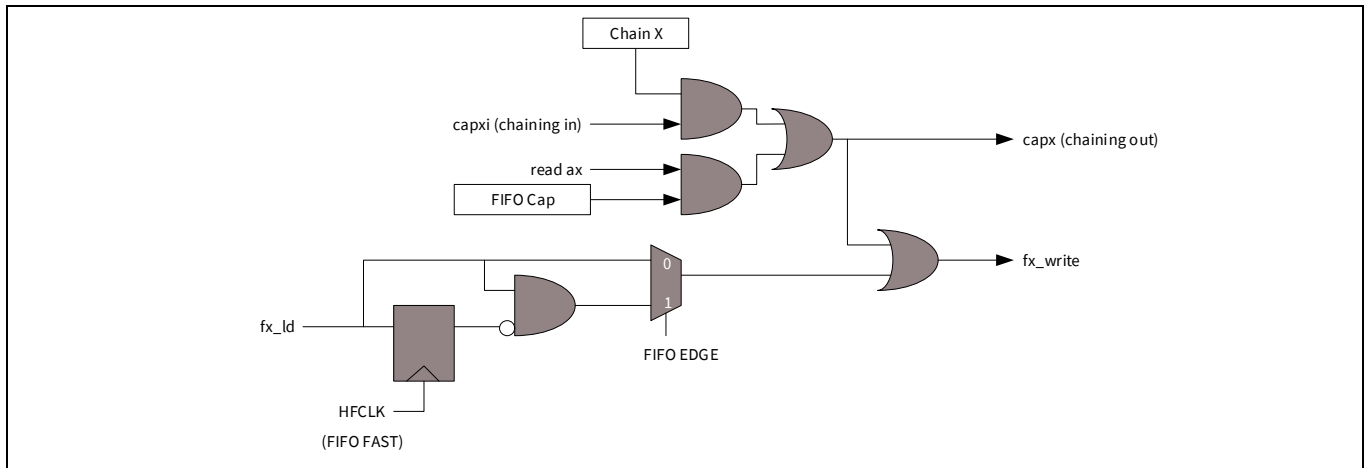 Chain X
capxi (chaining in)
capx (chaining out)
read ax
FIFO Cap
0
fx_write
1
fx_ld
FIFO EDGE
HFCLK
(FIFO FAST)